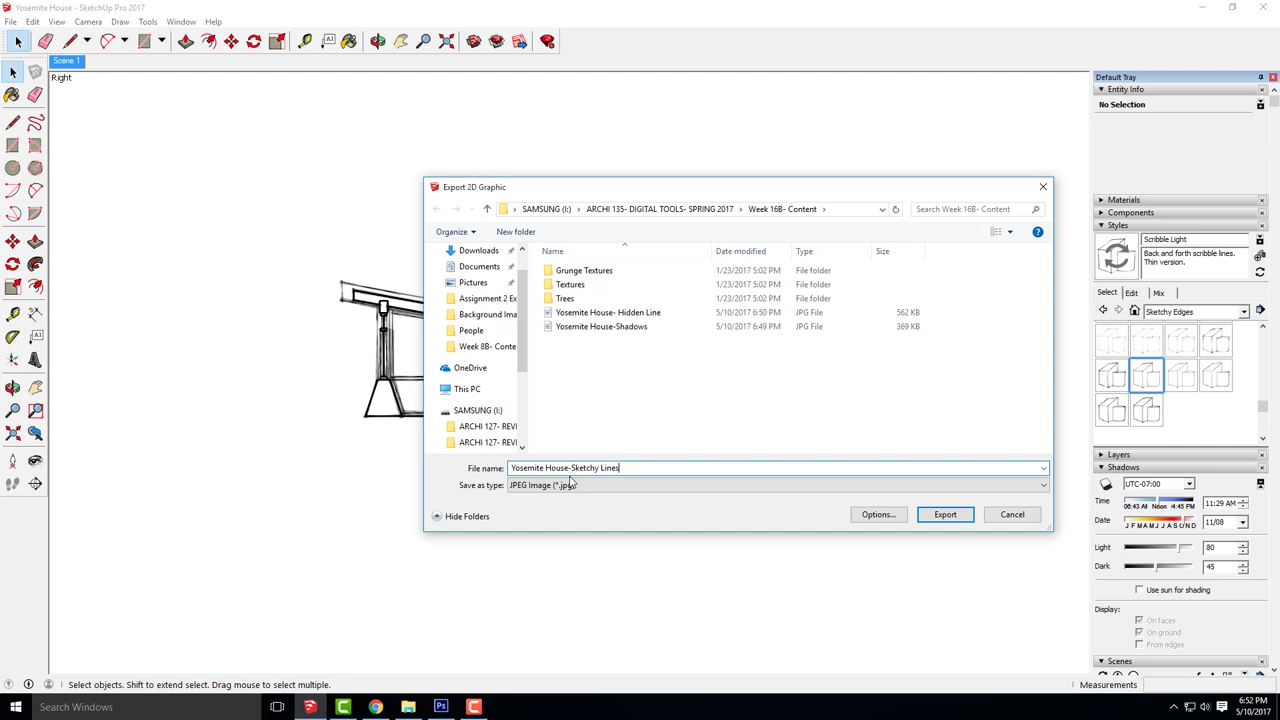 Yosemite House - SketchUp Pro 2017
File Edit View Camera Draw Tools Window Help
Scene 1
Right
Default Tray
Entity Info
No Selection
Materials
Components
Styles
Scribble Light
Back and forth scribble lines.
Thin version.
Select Edit Mix
Sketchy Edges
Layers
Shadows
UTC-07:00
Time 06:43 AM Noon 04:45 PM 11:29 AM
Date J F M A M J J A S O N D 11/08
Light 80
Dark 45
Use sun for shading
Display:
On faces
On ground
From edges
Scenes
Export 2D Graphic
SAMSUNG (I:) ARCHI 135- DIGITAL TOOLS- SPRING 2017 Week 16B- Content
Search Week 16B- Content
Organize New folder
Name Date modified Type Size
Downloads
Documents
Pictures
Assignment 2 Ex
Background Ima
People
Week 8B- Conte
OneDrive
This PC
SAMSUNG (I:)
ARCHI 127- REVI
ARCHI 127- REVI
Grunge Textures 1/23/2017 5:02 PM File folder
Textures 1/23/2017 5:02 PM File folder
Trees 1/23/2017 5:02 PM File folder
Yosemite House- Hidden Line 5/10/2017 6:50 PM JPG File 562 KB
Yosemite House-Shadows 5/10/2017 6:49 PM JPG File 369 KB
File name: Yosemite House-Sketchy Lines
Save as type: JPEG Image (*.jpg)
Hide Folders Options... Export Cancel
Select objects. Shift to extend select. Drag mouse to select multiple.
Measurements
Search Windows
6:52 PM
5/10/2017